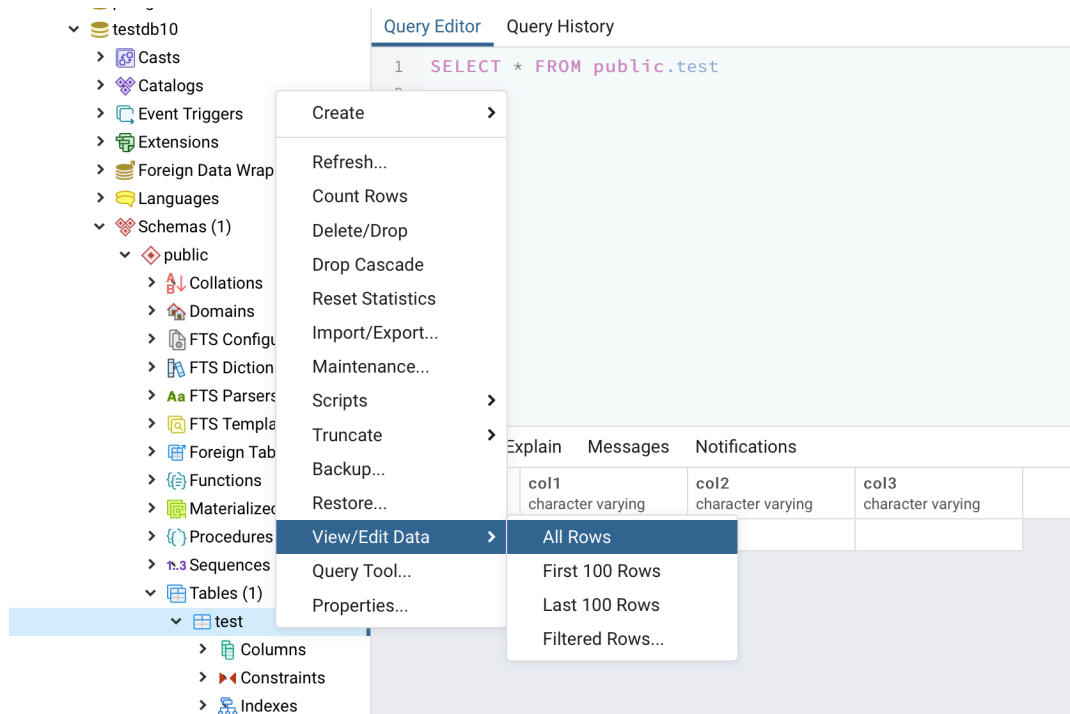 testdb10
Casts
Catalogs
Event Triggers
Extensions
Foreign Data Wrap
Languages
Schemas (1)
public
Collations
Domains
FTS Configu
FTS Diction
FTS Parsers
FTS Templa
Foreign Tab
Functions
Materialized
Procedures
Sequences
Tables (1)
test
Columns
Constraints
Indexes
Create
Refresh...
Count Rows
Delete/Drop
Drop Cascade
Reset Statistics
Import/Export...
Maintenance...
Scripts
Truncate
Backup...
Restore...
View/Edit Data
Query Tool...
Properties...
All Rows
First 100 Rows
Last 100 Rows
Filtered Rows...
Query Editor Query History
1 SELECT * FROM public.test
Explain Messages Notifications
col1 col2 col3
character varying character varying character varying